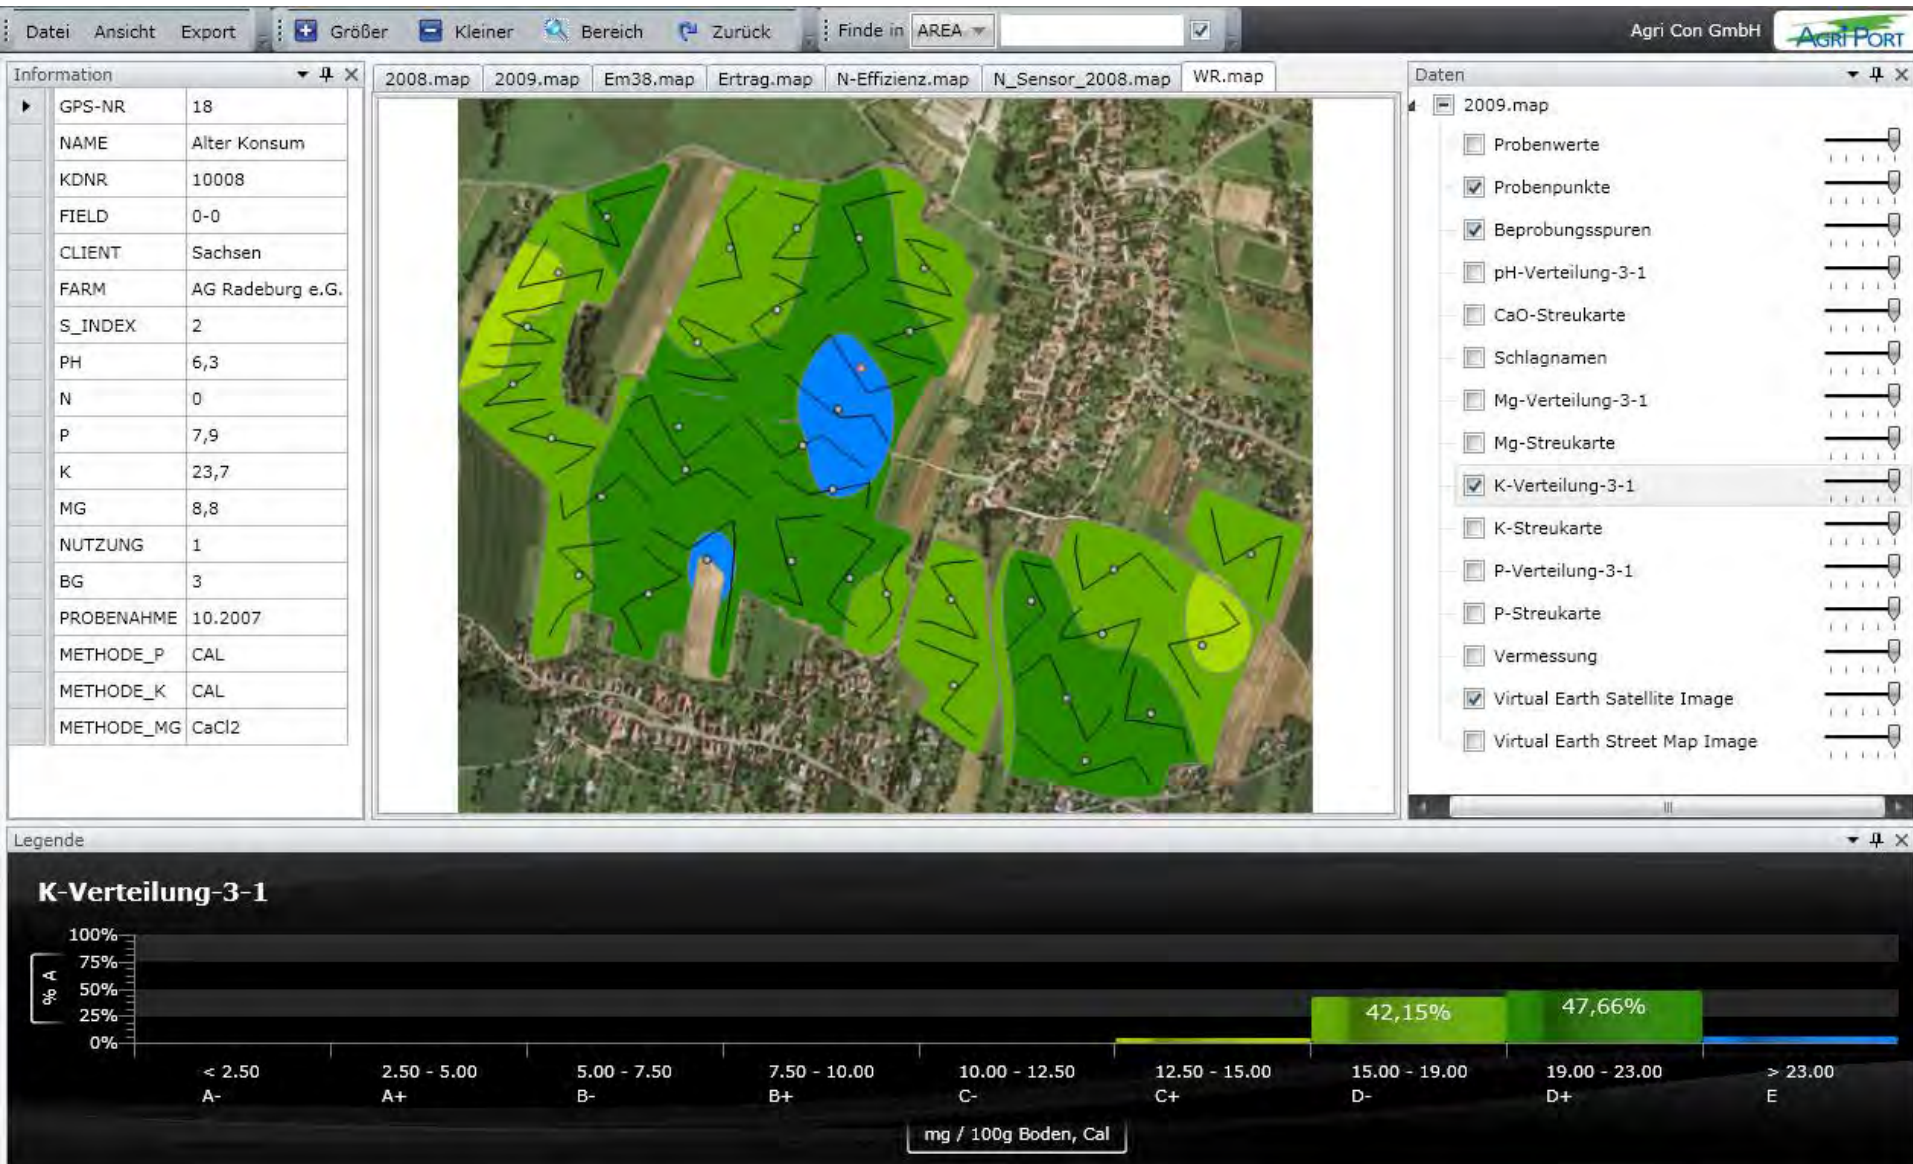 Datei Ansicht Export Größer Kleiner Bereich Zurück Finde in AREA Agri Con GmbH AGRI PORT
Information
GPS-NR 18
NAME Alter Konsum
KDNR 10008
FIELD 0-0
CLIENT Sachsen
FARM AG Radeburg e.G.
S_INDEX 2
PH 6,3
N 0
P 7,9
K 23,7
MG 8,8
NUTZUNG 1
BG 3
PROBENAHME 10.2007
METHODE_P CAL
METHODE_K CAL
METHODE_MG CaCl2
2008.map 2009.map Em38.map Ertrag.map N-Effizienz.map N_Sensor_2008.map WR.map
Daten
2009.map
Probenwerte
Probenpunkte
Beprobungsspuren
pH-Verteilung-3-1
CaO-Streukarte
Schlagnamen
Mg-Verteilung-3-1
Mg-Streukarte
K-Verteilung-3-1
K-Streukarte
P-Verteilung-3-1
P-Streukarte
Vermessung
Virtual Earth Satellite Image
Virtual Earth Street Map Image
Legende
K-Verteilung-3-1
% A
100%
75%
50%
25%
0%
42,15% 47,66%
< 2.50 2.50 - 5.00 5.00 - 7.50 7.50 - 10.00 10.00 - 12.50 12.50 - 15.00 15.00 - 19.00 19.00 - 23.00 > 23.00
A- A+ B- B+ C- C+ D- D+ E
mg / 100g Boden, Cal